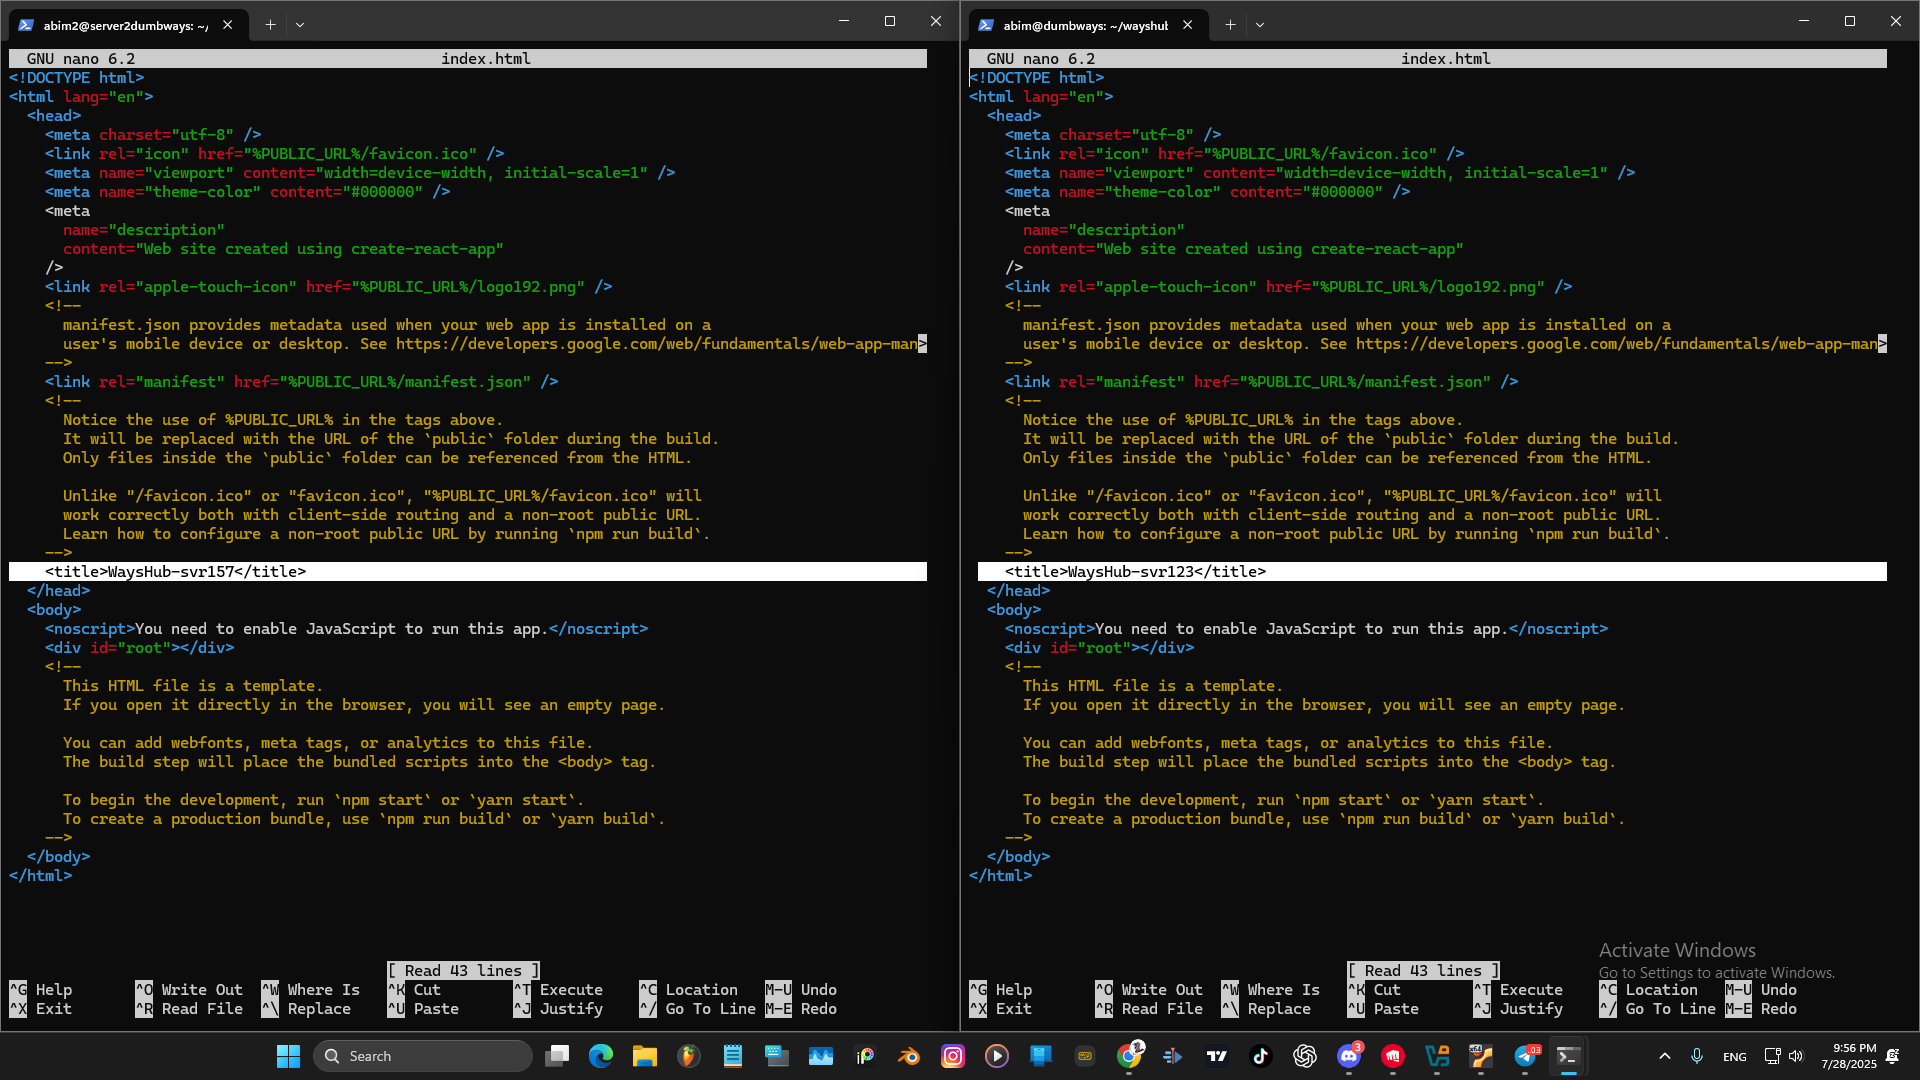 abim2@server2dumbways: ~/
GNU nano 6.2 index.html
<!DOCTYPE html>
<html lang="en">
<head>
<meta charset="utf-8" />
<link rel="icon" href="%PUBLIC_URL%/favicon.ico" />
<meta name="viewport" content="width=device-width, initial-scale=1" />
<meta name="theme-color" content="#000000" />
<meta
name="description"
content="Web site created using create-react-app"
/>
<link rel="apple-touch-icon" href="%PUBLIC_URL%/logo192.png" />
<!--
manifest.json provides metadata used when your web app is installed on a
user's mobile device or desktop. See https://developers.google.com/web/fundamentals/web-app-man>
-->
<link rel="manifest" href="%PUBLIC_URL%/manifest.json" />
<!--
Notice the use of %PUBLIC_URL% in the tags above.
It will be replaced with the URL of the `public` folder during the build.
Only files inside the `public` folder can be referenced from the HTML.
Unlike "/favicon.ico" or "favicon.ico", "%PUBLIC_URL%/favicon.ico" will
work correctly both with client-side routing and a non-root public URL.
Learn how to configure a non-root public URL by running `npm run build`.
-->
<title>WaysHub-svr157</title>
</head>
<body>
<noscript>You need to enable JavaScript to run this app.</noscript>
<div id="root"></div>
<!--
This HTML file is a template.
If you open it directly in the browser, you will see an empty page.
You can add webfonts, meta tags, or analytics to this file.
The build step will place the bundled scripts into the <body> tag.
To begin the development, run `npm start` or `yarn start`.
To create a production bundle, use `npm run build` or `yarn build`.
-->
</body>
</html>
[ Read 43 lines ]
^G Help ^O Write Out ^W Where Is ^K Cut ^T Execute ^C Location M-U Undo
^X Exit ^R Read File ^\ Replace ^U Paste ^J Justify ^/ Go To Line M-E Redo
abim@dumbways: ~/wayshub
GNU nano 6.2 index.html
<!DOCTYPE html>
<html lang="en">
<head>
<meta charset="utf-8" />
<link rel="icon" href="%PUBLIC_URL%/favicon.ico" />
<meta name="viewport" content="width=device-width, initial-scale=1" />
<meta name="theme-color" content="#000000" />
<meta
name="description"
content="Web site created using create-react-app"
/>
<link rel="apple-touch-icon" href="%PUBLIC_URL%/logo192.png" />
<!--
manifest.json provides metadata used when your web app is installed on a
user's mobile device or desktop. See https://developers.google.com/web/fundamentals/web-app-man>
-->
<link rel="manifest" href="%PUBLIC_URL%/manifest.json" />
<!--
Notice the use of %PUBLIC_URL% in the tags above.
It will be replaced with the URL of the `public` folder during the build.
Only files inside the `public` folder can be referenced from the HTML.
Unlike "/favicon.ico" or "favicon.ico", "%PUBLIC_URL%/favicon.ico" will
work correctly both with client-side routing and a non-root public URL.
Learn how to configure a non-root public URL by running `npm run build`.
-->
<title>WaysHub-svr123</title>
</head>
<body>
<noscript>You need to enable JavaScript to run this app.</noscript>
<div id="root"></div>
<!--
This HTML file is a template.
If you open it directly in the browser, you will see an empty page.
You can add webfonts, meta tags, or analytics to this file.
The build step will place the bundled scripts into the <body> tag.
To begin the development, run `npm start` or `yarn start`.
To create a production bundle, use `npm run build` or `yarn build`.
-->
</body>
</html>
Activate Windows
Go to Settings to activate Windows.
[ Read 43 lines ]
^G Help ^O Write Out ^W Where Is ^K Cut ^T Execute ^C Location M-U Undo
^X Exit ^R Read File ^\ Replace ^U Paste ^J Justify ^/ Go To Line M-E Redo
Search
ENG
9:56 PM
7/28/2025